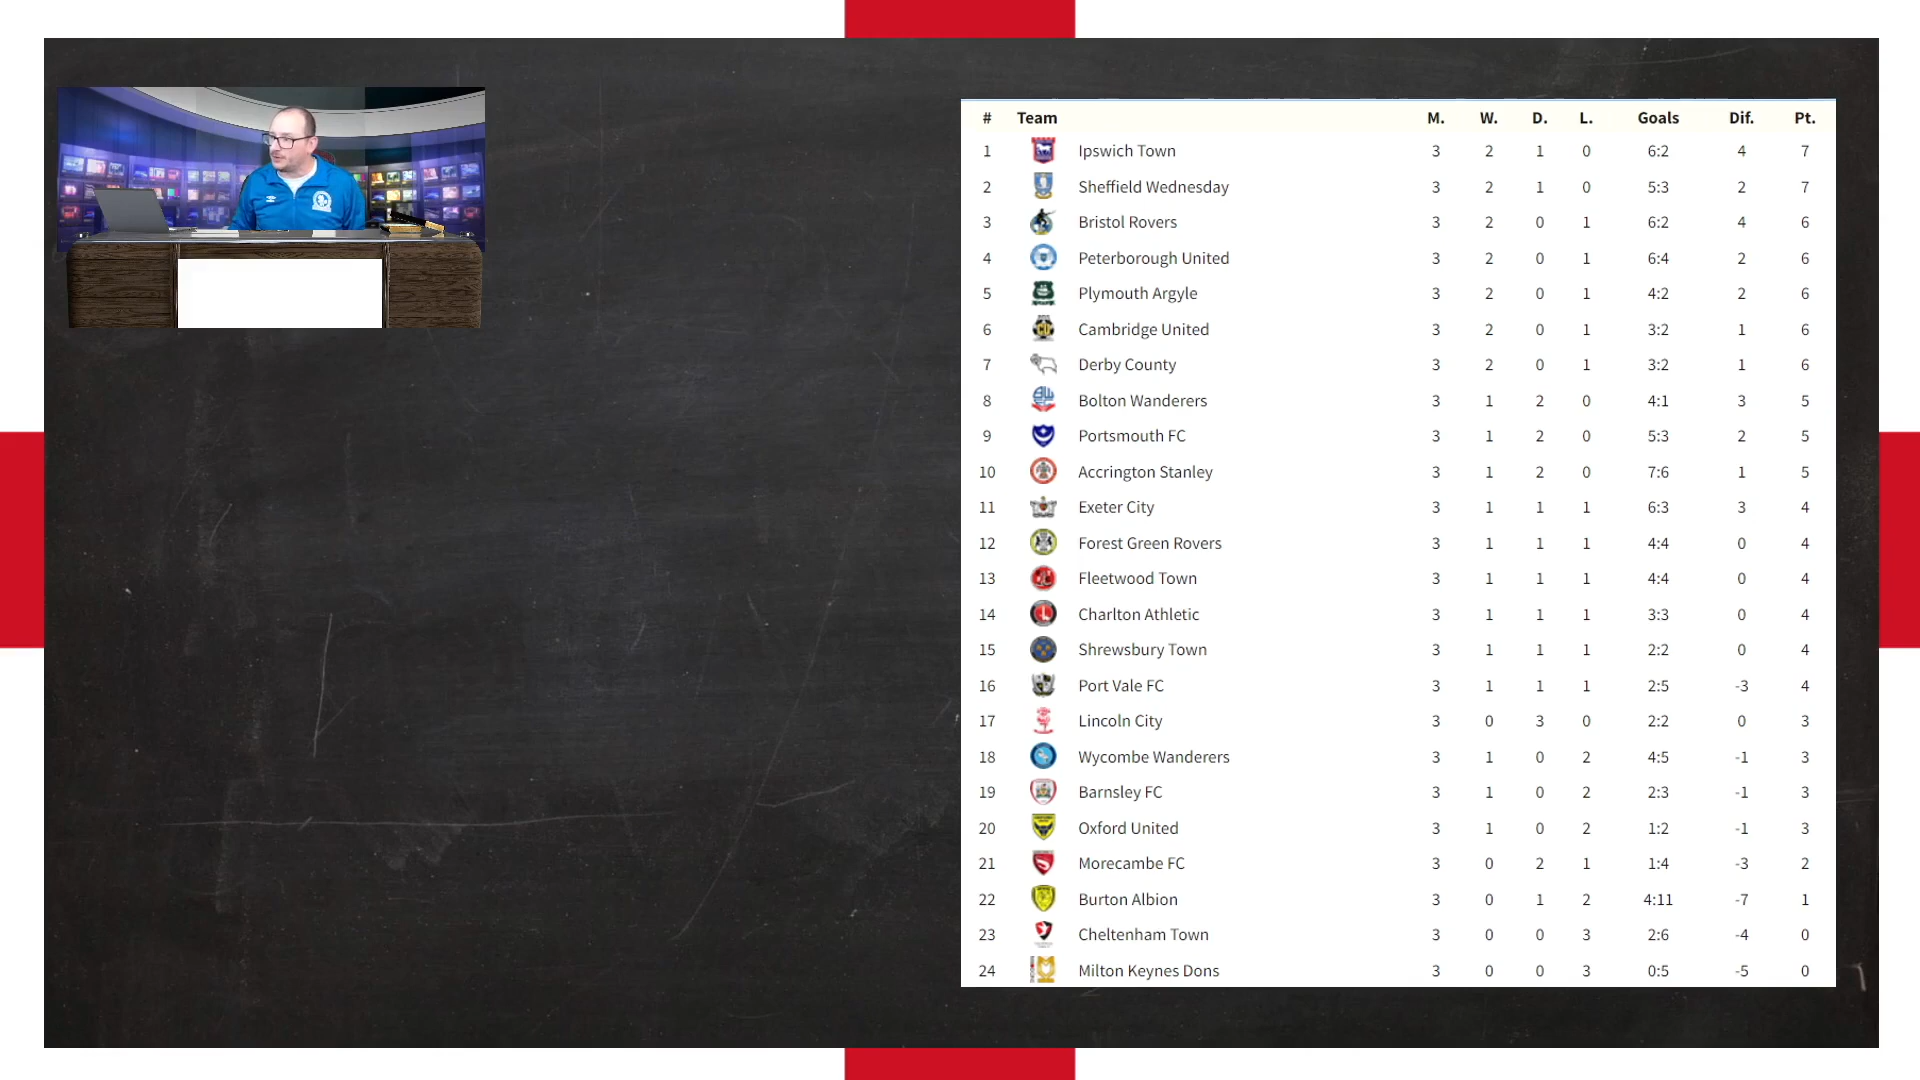 # Team M. W. D. L. Goals Dif. Pt.
1 Ipswich Town 3 2 1 0 6:2 4 7
2 Sheffield Wednesday 3 2 1 0 5:3 2 7
3 Bristol Rovers 3 2 0 1 6:2 4 6
4 Peterborough United 3 2 0 1 6:4 2 6
5 Plymouth Argyle 3 2 0 1 4:2 2 6
6 Cambridge United 3 2 0 1 3:2 1 6
7 Derby County 3 2 0 1 3:2 1 6
8 Bolton Wanderers 3 1 2 0 4:1 3 5
9 Portsmouth FC 3 1 2 0 5:3 2 5
10 Accrington Stanley 3 1 2 0 7:6 1 5
11 Exeter City 3 1 1 1 6:3 3 4
12 Forest Green Rovers 3 1 1 1 4:4 0 4
13 Fleetwood Town 3 1 1 1 4:4 0 4
14 Charlton Athletic 3 1 1 1 3:3 0 4
15 Shrewsbury Town 3 1 1 1 2:2 0 4
16 Port Vale FC 3 1 1 1 2:5 -3 4
17 Lincoln City 3 0 3 0 2:2 0 3
18 Wycombe Wanderers 3 1 0 2 4:5 -1 3
19 Barnsley FC 3 1 0 2 2:3 -1 3
20 Oxford United 3 1 0 2 1:2 -1 3
21 Morecambe FC 3 0 2 1 1:4 -3 2
22 Burton Albion 3 0 1 2 4:11 -7 1
23 Cheltenham Town 3 0 0 3 2:6 -4 0
24 Milton Keynes Dons 3 0 0 3 0:5 -5 0